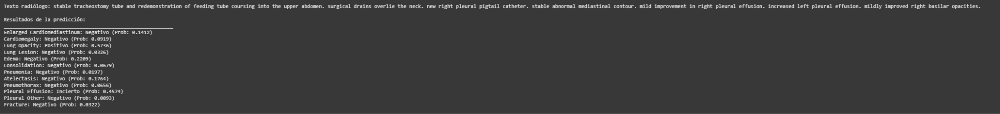 Texto radiólogo: stable tracheostomy tube and redemonstration of feeding tube coursing into the upper abdomen. surgical drains overlie the neck. new right pleural pigtail catheter. stable abnormal mediastinal contour. mild improvement in right pleural effusion. increased left pleural effusion. mildly improved right basilar opacities.
Resultados de la predicción:
Enlarged Cardiomediastinum: Negativo (Prob: 0.1412)
Cardiomegaly: Negativo (Prob: 0.0919)
Lung Opacity: Positivo (Prob: 0.5736)
Lung Lesion: Negativo (Prob: 0.0326)
Edema: Negativo (Prob: 0.2209)
Consolidation: Negativo (Prob: 0.0679)
Pneumonia: Negativo (Prob: 0.0197)
Atelectasis: Negativo (Prob: 0.1764)
Pneumothorax: Negativo (Prob: 0.0656)
Pleural Effusion: Incierto (Prob: 0.4574)
Pleural Other: Negativo (Prob: 0.0093)
Fracture: Negativo (Prob: 0.0322)